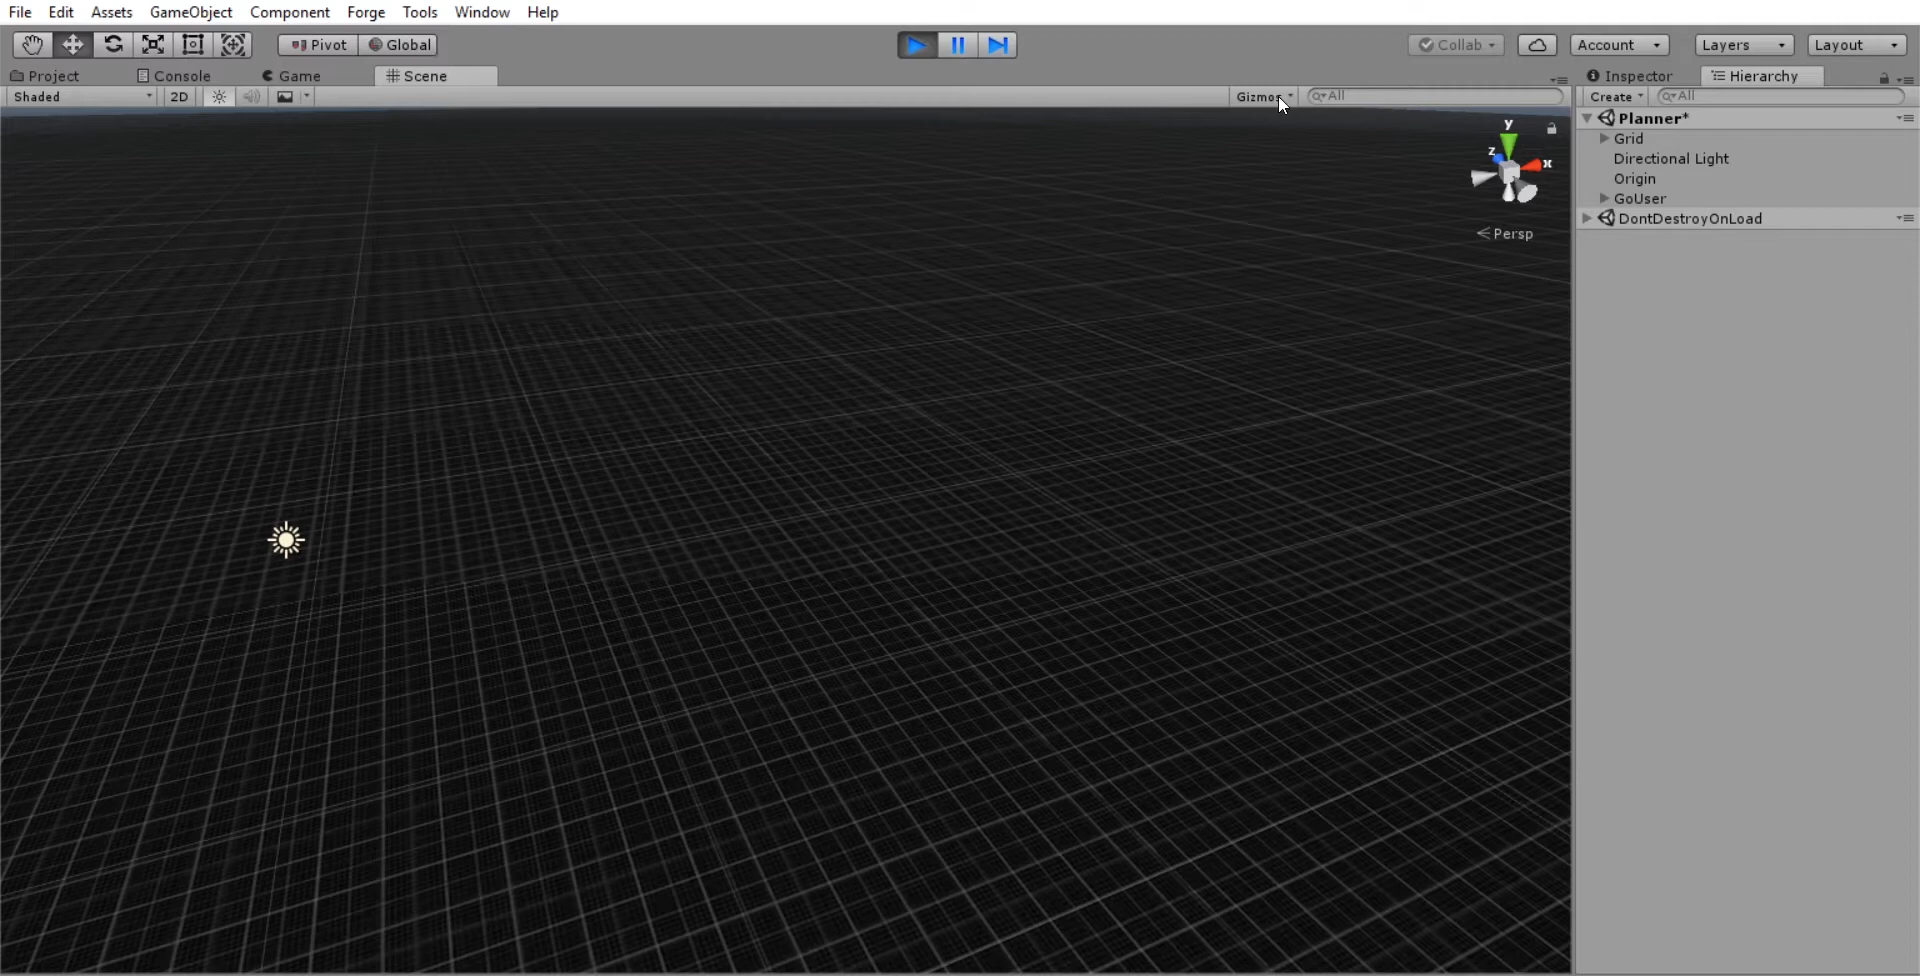 File Edit Assets GameObject Component Forge Tools Window Help
Pivot Global Collab Account Layers Layout
Project Console Game Scene Inspector Hierarchy
Shaded 2D Gizmos All Create All
Planner*
Grid
Directional Light
Origin
GoUser
DontDestroyOnLoad
y
z x
Persp